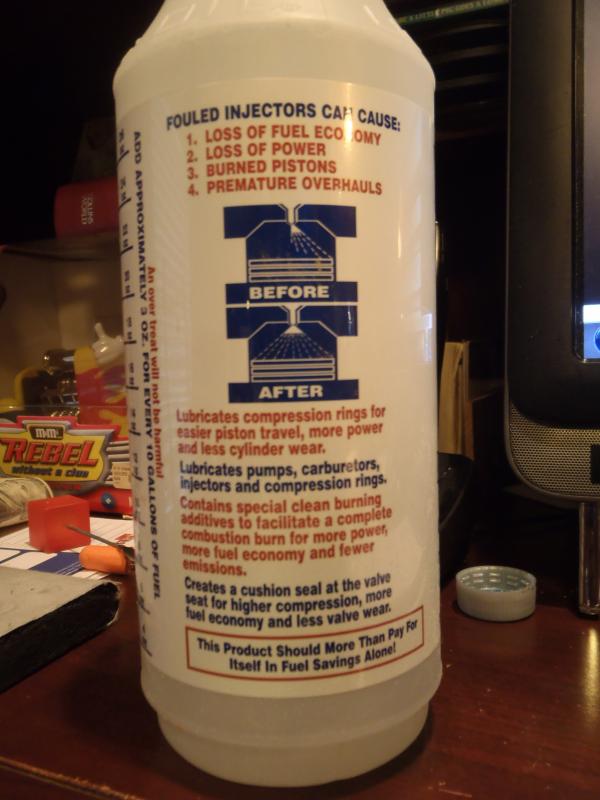 FOULED INJECTORS CAN CAUSE:
1. LOSS OF FUEL ECONOMY
2. LOSS OF POWER
3. BURNED PISTONS
4. PREMATURE OVERHAULS
BEFORE
AFTER
Lubricates compression rings for
easier piston travel, more power
and less cylinder wear.
Lubricates pumps, carburetors,
injectors and compression rings.
Contains special clean burning
additives to facilitate a complete
combustion burn for more power,
more fuel economy and fewer
emissions.
Creates a cushion seal at the valve
seat for higher compression, more
fuel economy and less valve wear.
This Product Should More Than Pay For
Itself In Fuel Savings Alone!
ADD APPROXIMATELY 3 OZ. FOR EVERY 10 GALLONS OF FUEL
An over treat will not be harmful
m&m's
REBEL
without a clue